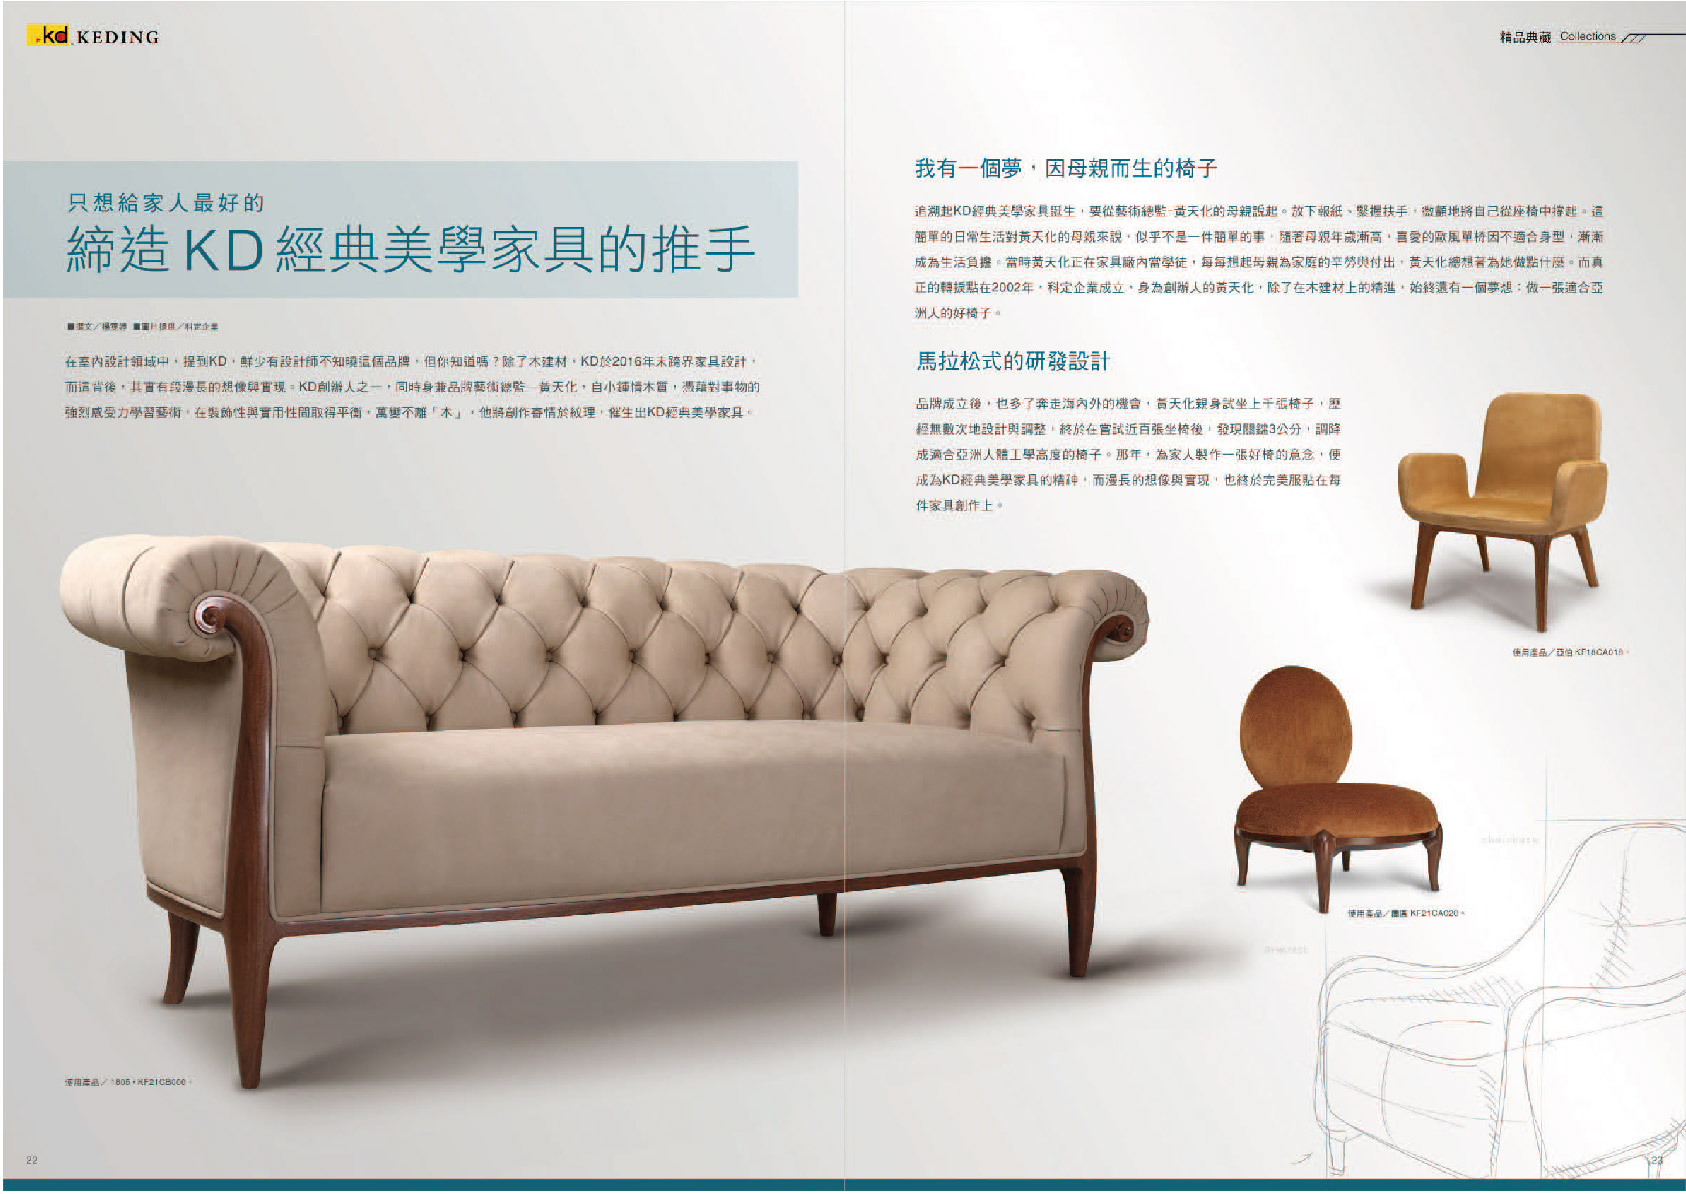 kd KEDING
精品典藏 Collections
只想給家人最好的
締造 KD 經典美學家具的推手
在室內設計領域中，提到KD，鮮少有設計師不知曉這個品牌，但你知道嗎？除了木建材，KD於2016年末跨界家具設計，
而這背後，其實有段漫長的想像與實現。KD創辦人之一，同時身兼品牌藝術總監—黃天化，自小鍾情木質，憑藉對事物的
強烈感受力學習藝術，在裝飾性與實用性間取得平衡，萬變不離「木」，他將創作寄情於紋理，催生出KD經典美學家具。
我有一個夢，因母親而生的椅子
追溯起KD經典美學家具誕生，要從藝術總監-黃天化的母親說起。放下報紙、緊握扶手，微顫地將自己從座椅中撐起。這
簡單的日常生活對黃天化的母親來說，似乎不是一件簡單的事，隨著母親年歲漸高，喜愛的歐風單椅因不適合身型，漸漸
成為生活負擔。當時黃天化正在家具廠內當學徒，每每想起母親為家庭的辛勞與付出，黃天化總想著為她做點什麼。而真
正的轉捩點在2002年，科定企業成立，身為創辦人的黃天化，除了在木建材上的精進，始終還有一個夢想：做一張適合亞
洲人的好椅子。
馬拉松式的研發設計
品牌成立後，也多了奔走海內外的機會，黃天化親身試坐上千張椅子，歷
經無數次地設計與調整，終於在嘗試近百張坐椅後，發現關鍵3公分，調降
成適合亞洲人體工學高度的椅子。那年，為家人製作一張好椅的意念，便
成為KD經典美學家具的精神，而漫長的想像與實現，也終於完美服貼在每
件家具創作上。
使用產品／亞伯 KF18CA018。
使用產品／ KF21CA020。
使用產品／
armrest
22
23